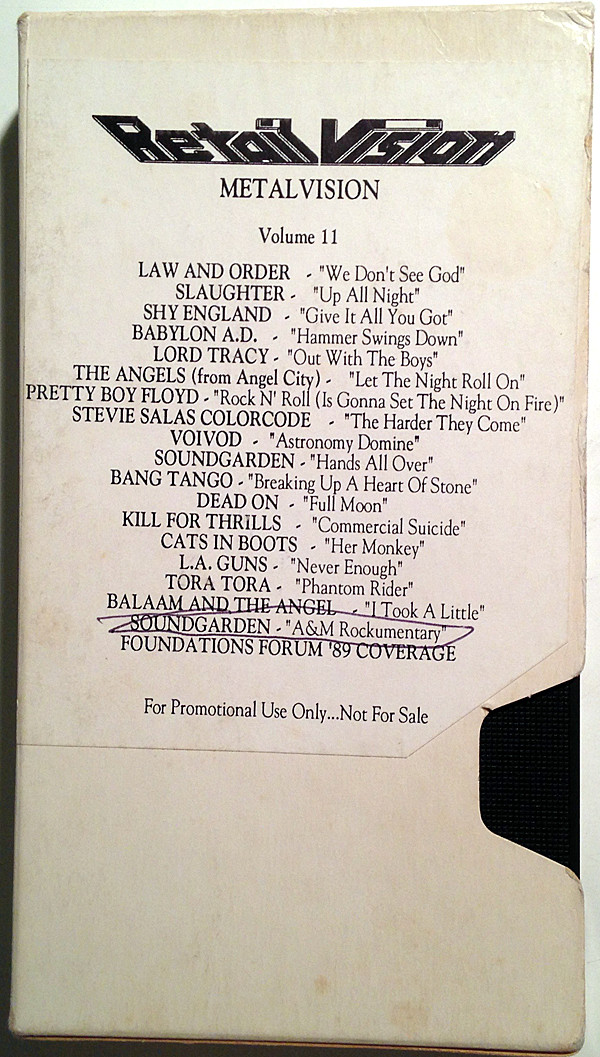 Retail Vision
METALVISION
Volume 11
LAW AND ORDER - "We Don't See God"
SLAUGHTER - "Up All Night"
SHY ENGLAND - "Give It All You Got"
BABYLON A.D. - "Hammer Swings Down"
LORD TRACY - "Out With The Boys"
THE ANGELS (from Angel City) - "Let The Night Roll On"
PRETTY BOY FLOYD - "Rock N' Roll (Is Gonna Set The Night On Fire)"
STEVIE SALAS COLORCODE - "The Harder They Come"
VOIVOD - "Astronomy Domine"
SOUNDGARDEN - "Hands All Over"
BANG TANGO - "Breaking Up A Heart Of Stone"
DEAD ON - "Full Moon"
KILL FOR THRILLS - "Commercial Suicide"
CATS IN BOOTS - "Her Monkey"
L.A. GUNS - "Never Enough"
TORA TORA - "Phantom Rider"
BALAAM AND THE ANGEL - "I Took A Little"
SOUNDGARDEN - "A&M Rockumentary"
FOUNDATIONS FORUM '89 COVERAGE
For Promotional Use Only...Not For Sale